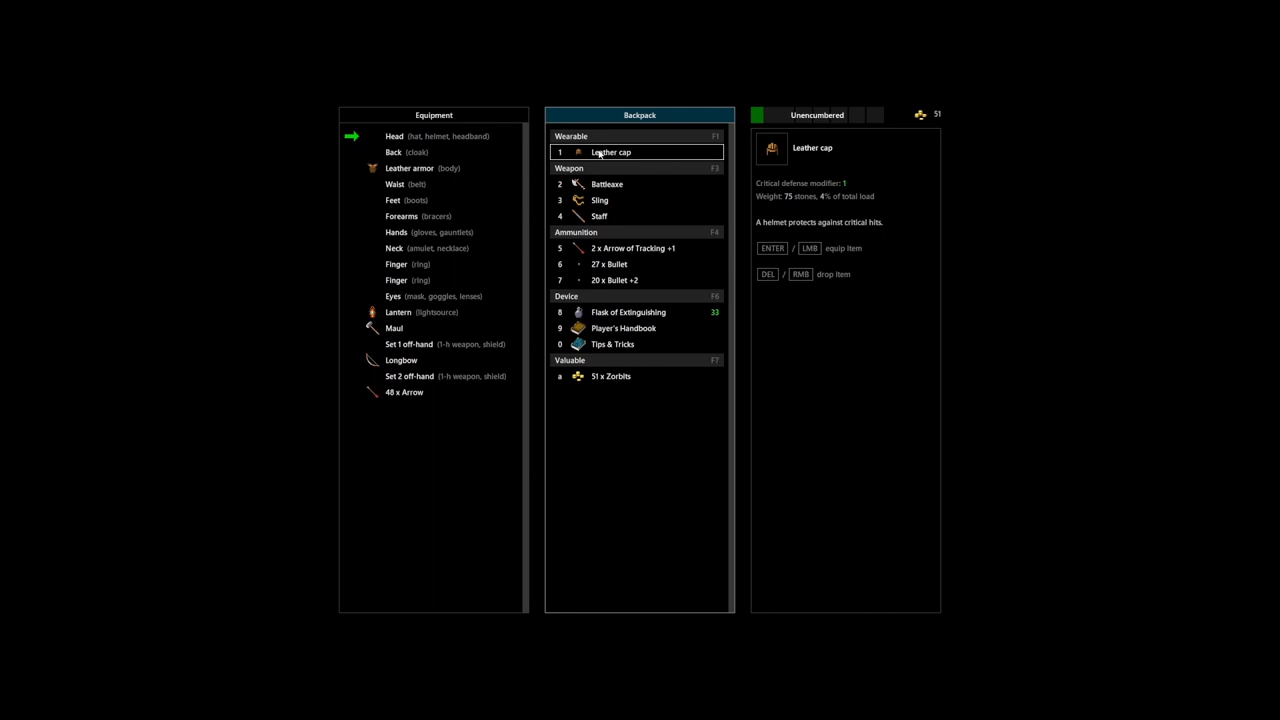 Equipment
Head (hat, helmet, headband)
Back (cloak)
Leather armor (body)
Waist (belt)
Feet (boots)
Forearms (bracers)
Hands (gloves, gauntlets)
Neck (amulet, necklace)
Finger (ring)
Finger (ring)
Eyes (mask, goggles, lenses)
Lantern (lightsource)
Maul
Set 1 off-hand (1-h weapon, shield)
Longbow
Set 2 off-hand (1-h weapon, shield)
48 x Arrow
Backpack
Wearable F1
1 Leather cap
Weapon F3
2 Battleaxe
3 Sling
4 Staff
Ammunition F4
5 2 x Arrow of Tracking +1
6 27 x Bullet
7 20 x Bullet +2
Device F6
8 Flask of Extinguishing 33
9 Player's Handbook
0 Tips & Tricks
Valuable F7
a 51 x Zorbits
Unencumbered 51
Leather cap
Critical defense modifier: 1
Weight: 75 stones, 4% of total load
A helmet protects against critical hits.
ENTER / LMB equip item
DEL / RMB drop item